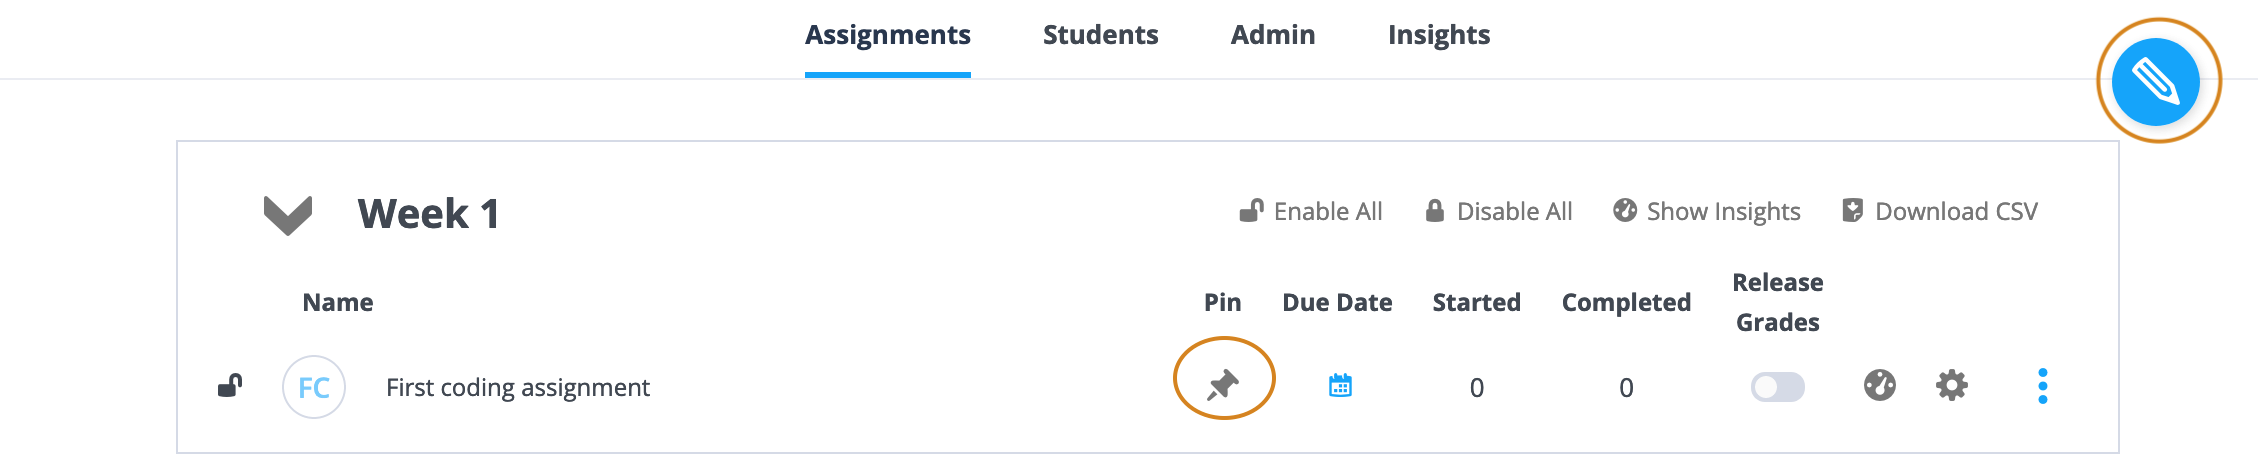 Assignments Students Admin Insights
Week 1 Enable All Disable All Show Insights Download CSV
Name Pin Due Date Started Completed Release Grades
FC First coding assignment 0 0